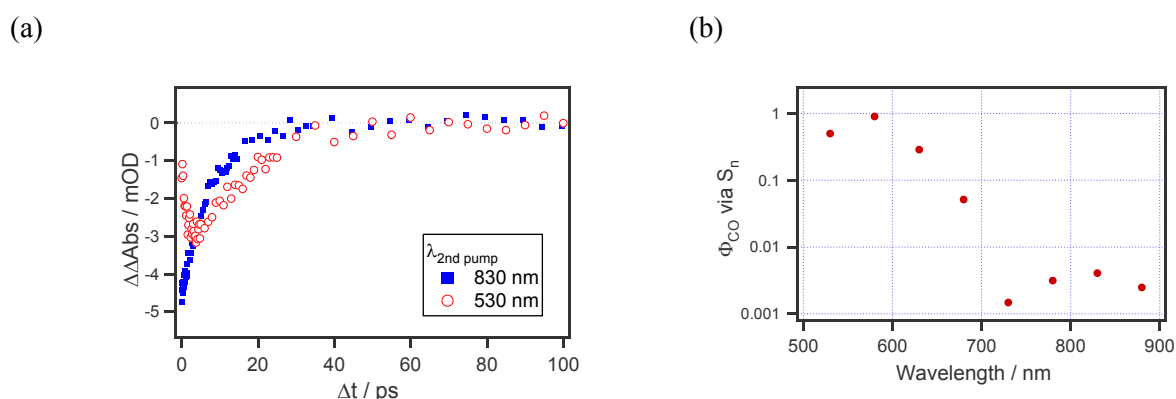 (a)
(b)
0
-1
-2
-3
-4
-5
ΔΔAbs / mOD
λ2nd pump
830 nm
530 nm
0 20 40 60 80 100
Δt / ps
1
0.1
0.01
0.001
ΦCO via Sn
500 600 700 800 900
Wavelength / nm